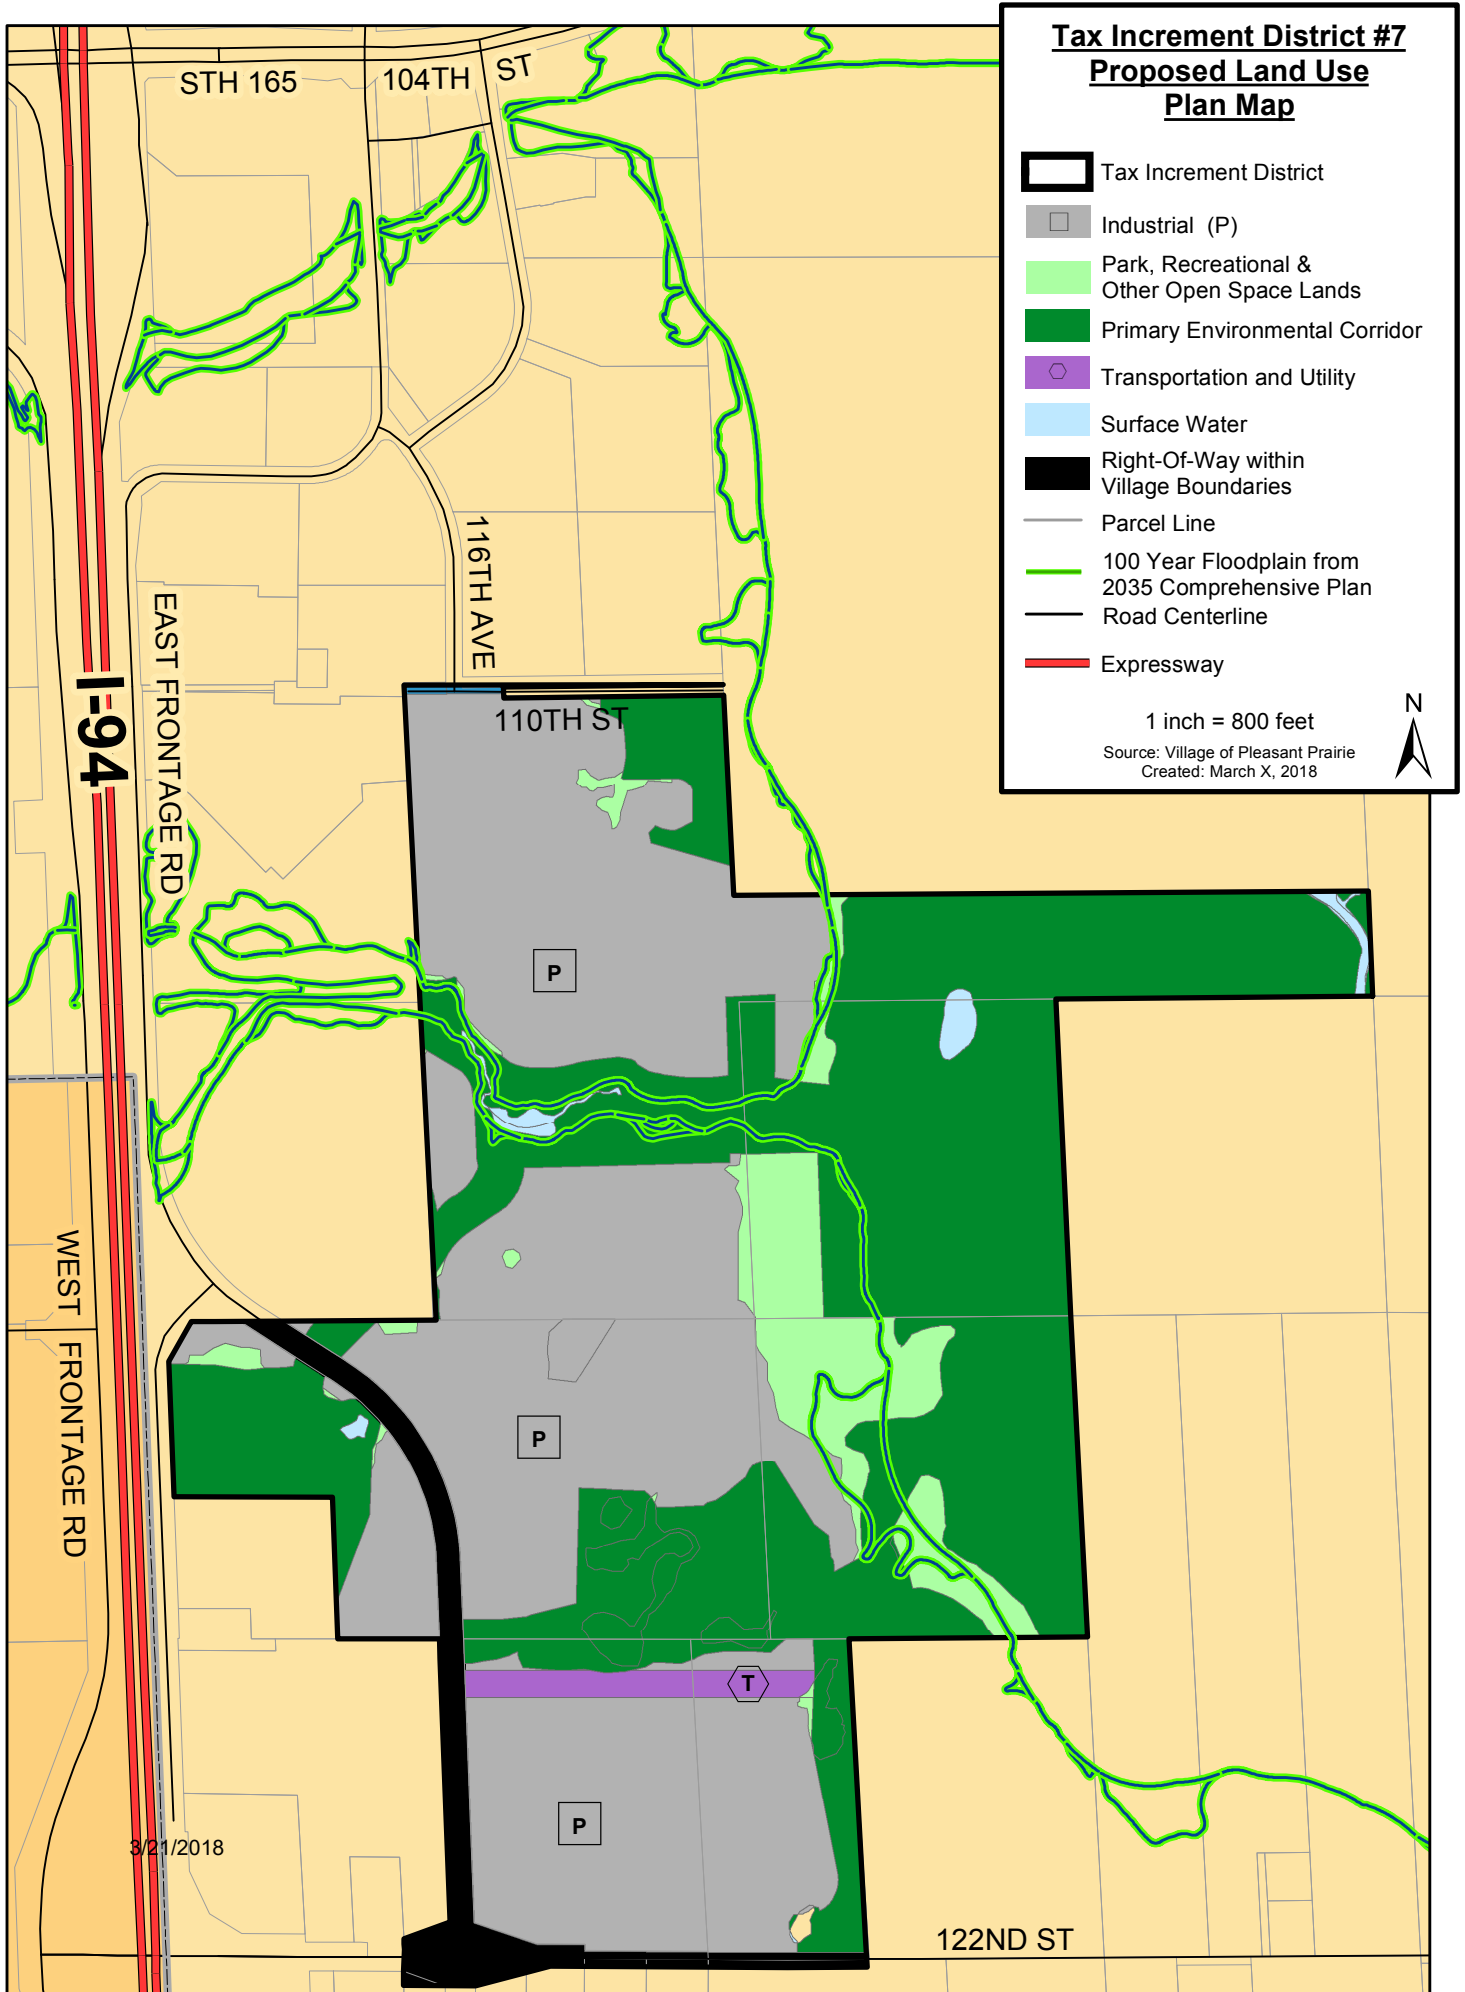 Tax Increment District #7
Proposed Land Use
Plan Map
Tax Increment District
Industrial (P)
Park, Recreational &
Other Open Space Lands
Primary Environmental Corridor
Transportation and Utility
Surface Water
Right-Of-Way within
Village Boundaries
Parcel Line
100 Year Floodplain from
2035 Comprehensive Plan
Road Centerline
Expressway
1 inch = 800 feet
Source: Village of Pleasant Prairie
Created: March X, 2018
N
STH 165
104TH ST
116TH AVE
EAST FRONTAGE RD
I-94
110TH ST
P
WEST FRONTAGE RD
P
T
P
3/21/2018
122ND ST